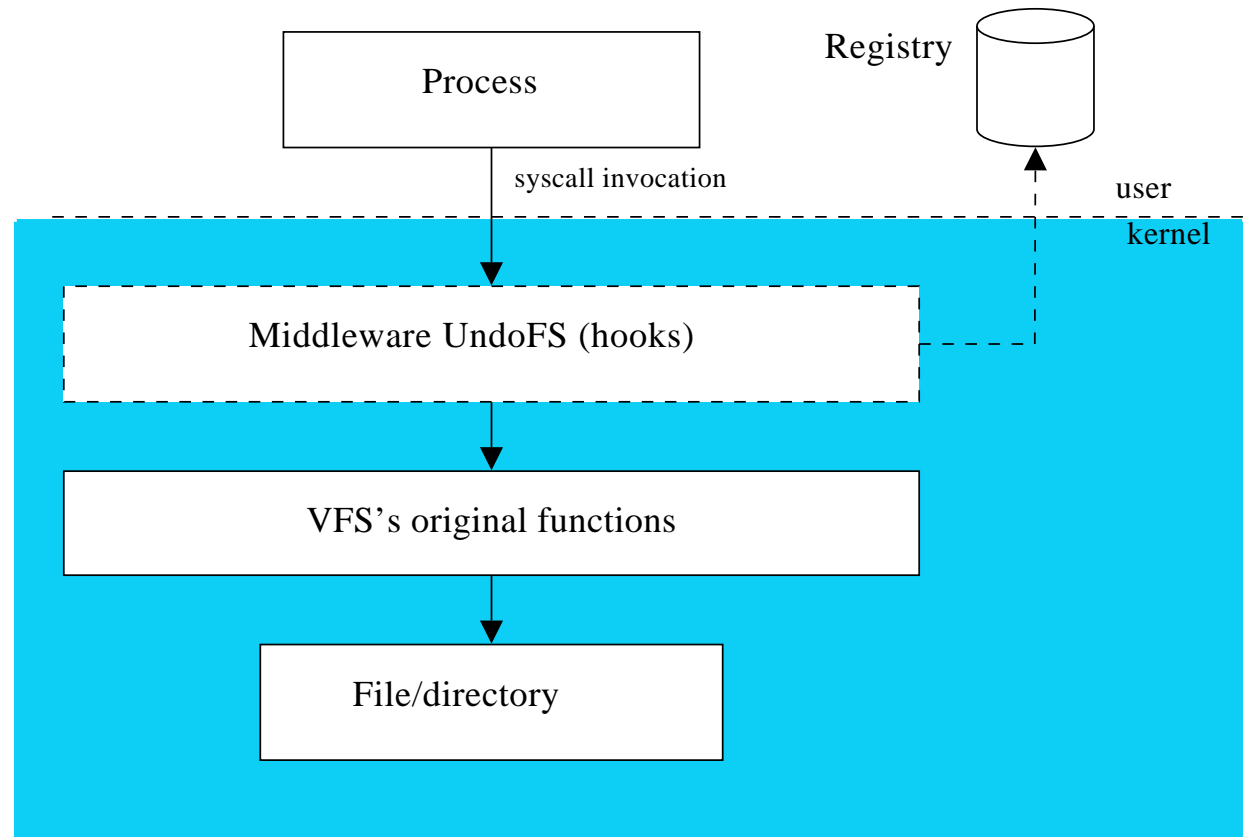 Process
Registry
syscall invocation
user
kernel
Middleware UndoFS (hooks)
VFS’s original functions
File/directory